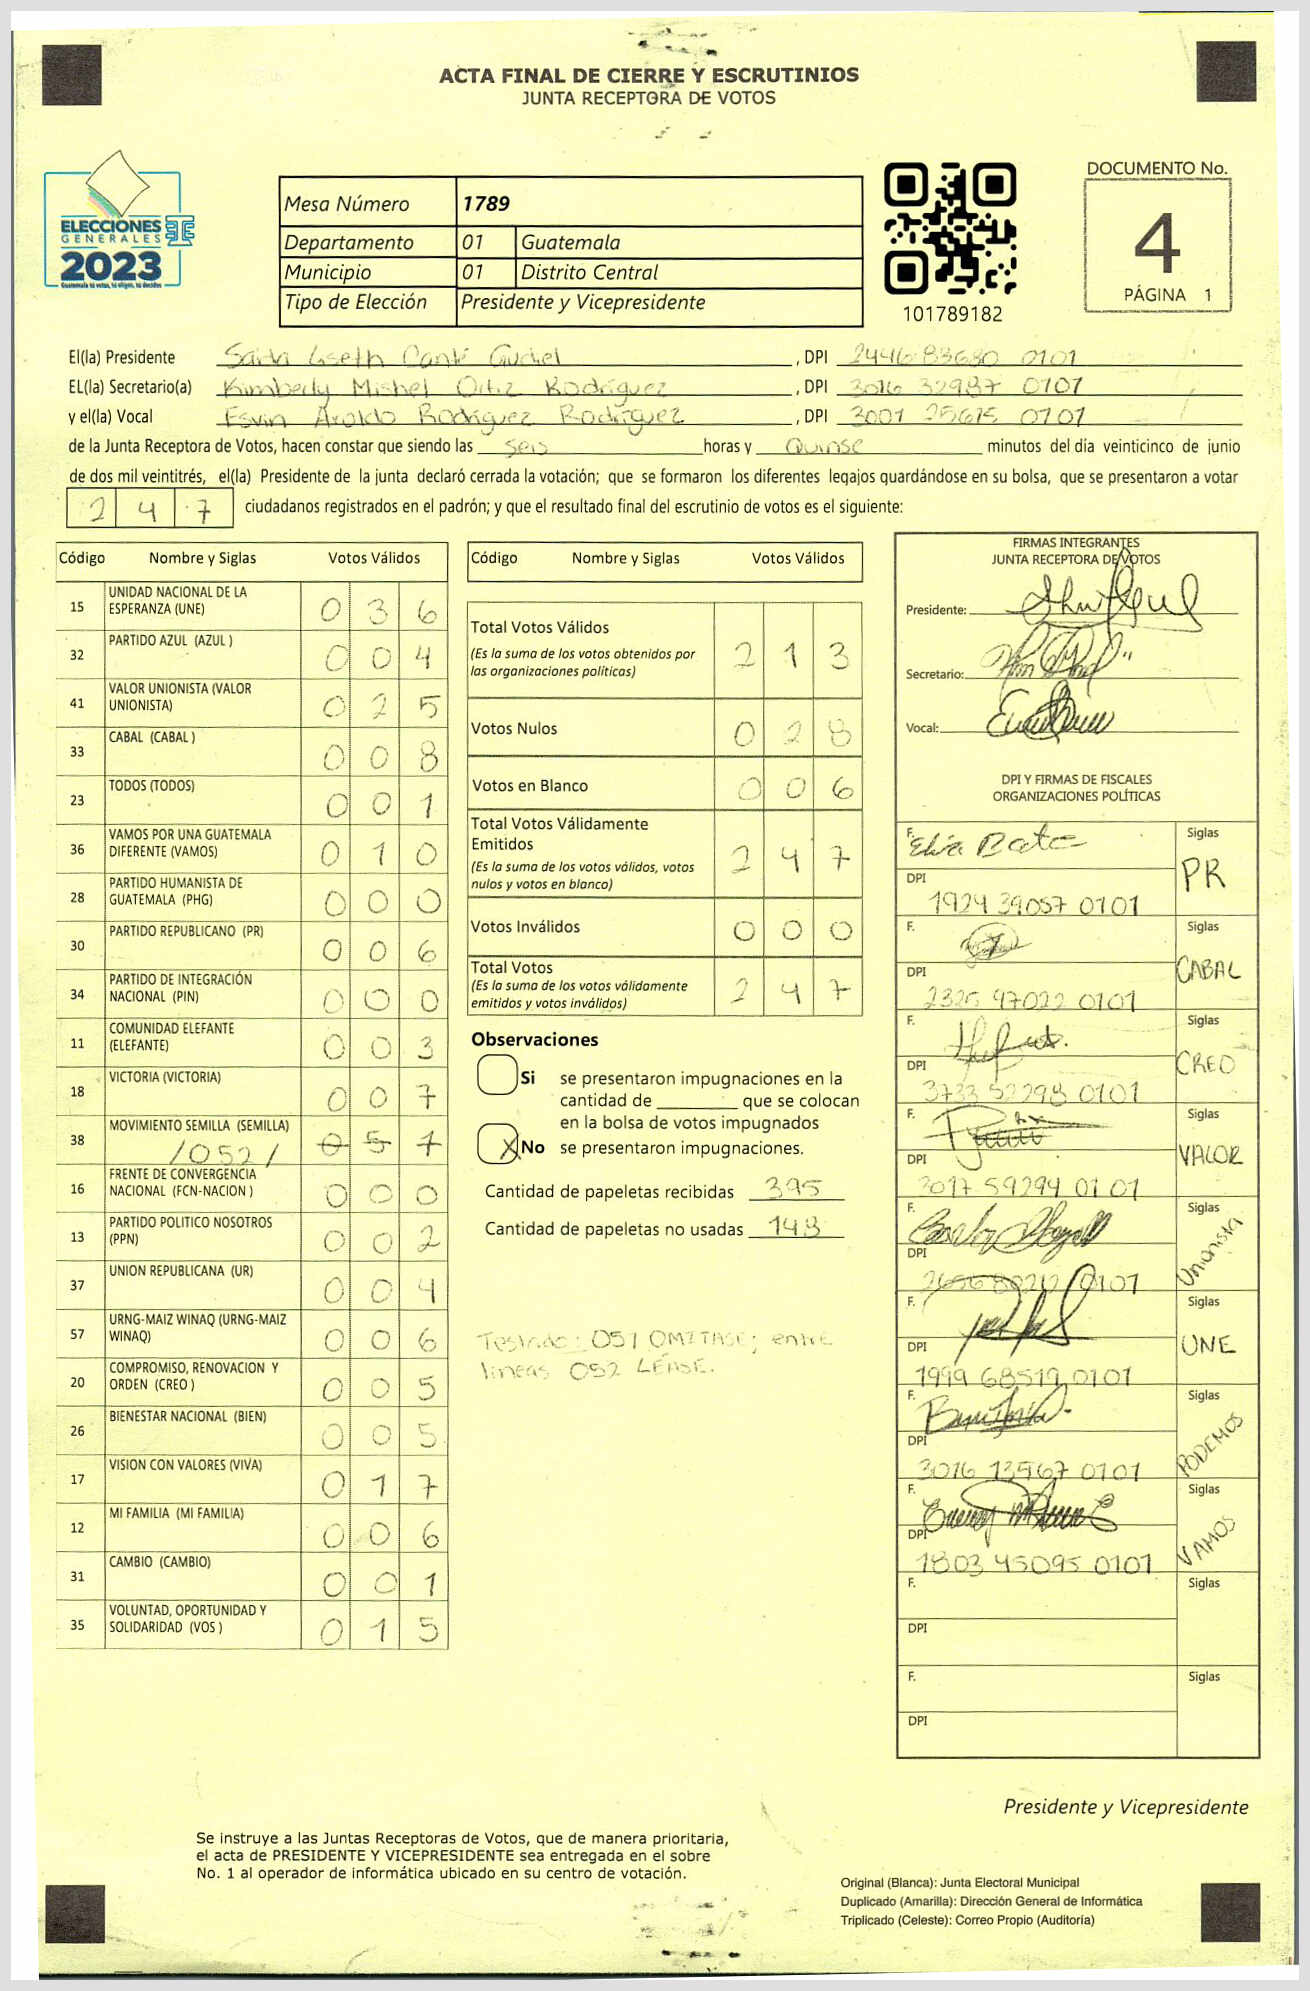 ACTA FINAL DE CIERRE Y ESCRUTINIOS
JUNTA RECEPTORA DE VOTOS
ELECCIONES
GENERALES
2023
Guatemala tú votas, tú eliges, tú decides
Mesa Número 1789
Departamento 01 Guatemala
Municipio 01 Distrito Central
Tipo de Elección Presidente y Vicepresidente
101789182
DOCUMENTO No.
4
PÁGINA 1
El(la) Presidente , DPI 2446 83680 0101
EL(la) Secretario(a) Kimberly Mishel Ortiz Rodríguez , DPI 3016 32987 0101
y el(la) Vocal Esvin Aroldo Rodríguez Rodríguez , DPI 3001 25675 0101
de la Junta Receptora de Votos, hacen constar que siendo las seis horas y Quinse minutos del día veinticinco de junio
de dos mil veintitrés, el(la) Presidente de la junta declaró cerrada la votación; que se formaron los diferentes legajos quardándose en su bolsa, que se presentaron a votar
2 4 7 ciudadanos registrados en el padrón; y que el resultado final del escrutinio de votos es el siguiente:
Código Nombre y Siglas Votos Válidos
15 UNIDAD NACIONAL DE LA
ESPERANZA (UNE) 0 3 6
32 PARTIDO AZUL (AZUL ) 0 0 4
41 VALOR UNIONISTA (VALOR
UNIONISTA) 0 2 5
33 CABAL (CABAL ) 0 0 8
23 TODOS (TODOS) 0 0 1
36 VAMOS POR UNA GUATEMALA
DIFERENTE (VAMOS) 0 1 0
28 PARTIDO HUMANISTA DE
GUATEMALA (PHG) 0 0 0
30 PARTIDO REPUBLICANO (PR) 0 0 6
34 PARTIDO DE INTEGRACIÓN
NACIONAL (PIN) 0 0 0
11 COMUNIDAD ELEFANTE
(ELEFANTE) 0 0 3
18 VICTORIA (VICTORIA) 0 0 7
38 MOVIMIENTO SEMILLA (SEMILLA) 0 5 1
/052/
16 FRENTE DE CONVERGENCIA
NACIONAL (FCN-NACION ) 0 0 0
13 PARTIDO POLITICO NOSOTROS
(PPN) 0 0 2
37 UNION REPUBLICANA (UR) 0 0 4
57 URNG-MAIZ WINAQ (URNG-MAIZ
WINAQ) 0 0 6
20 COMPROMISO, RENOVACION Y
ORDEN (CREO ) 0 0 5
26 BIENESTAR NACIONAL (BIEN) 0 0 5
17 VISION CON VALORES (VIVA) 0 1 7
12 MI FAMILIA (MI FAMILIA) 0 0 6
31 CAMBIO (CAMBIO) 0 0 1
35 VOLUNTAD, OPORTUNIDAD Y
SOLIDARIDAD (VOS ) 0 1 5
Código Nombre y Siglas Votos Válidos
Total Votos Válidos
(Es la suma de los votos obtenidos por
las organizaciones políticas) 2 1 3
Votos Nulos 0 2 8
Votos en Blanco 0 0 6
Total Votos Válidamente
Emitidos
(Es la suma de los votos válidos, votos
nulos y votos en blanco) 2 4 7
Votos Inválidos 0 0 0
Total Votos
(Es la suma de los votos válidamente
emitidos y votos inválidos) 2 4 7
Observaciones
Si se presentaron impugnaciones en la
cantidad de ________ que se colocan
en la bolsa de votos impugnados
X No se presentaron impugnaciones.
Cantidad de papeletas recibidas 395
Cantidad de papeletas no usadas 148
Testado: 051 OMITASE; entre
lineas 052 LÉASE.
FIRMAS INTEGRANTES
JUNTA RECEPTORA DE VOTOS
Presidente:
Secretario:
Vocal:
DPI Y FIRMAS DE FISCALES
ORGANIZACIONES POLÍTICAS
F. Siglas
DPI PR
1924 39057 0101
F. Siglas
DPI CABAL
2325 47022 0101
F. Siglas
DPI CREO
3733 52298 0101
F. Siglas
DPI VALOR
3017 59294 0101
F. Siglas
DPI Unionista
0101
F. Siglas
DPI UNE
1999 68519 0101
F. Siglas
DPI PODEMOS
3016 13567 0101
F. Siglas
DPI VAMOS
1803 45095 0101
F. Siglas
DPI
F. Siglas
DPI
Presidente y Vicepresidente
Se instruye a las Juntas Receptoras de Votos, que de manera prioritaria,
el acta de PRESIDENTE Y VICEPRESIDENTE sea entregada en el sobre
No. 1 al operador de informática ubicado en su centro de votación.
Original (Blanca): Junta Electoral Municipal
Duplicado (Amarilla): Dirección General de Informática
Triplicado (Celeste): Correo Propio (Auditoría)